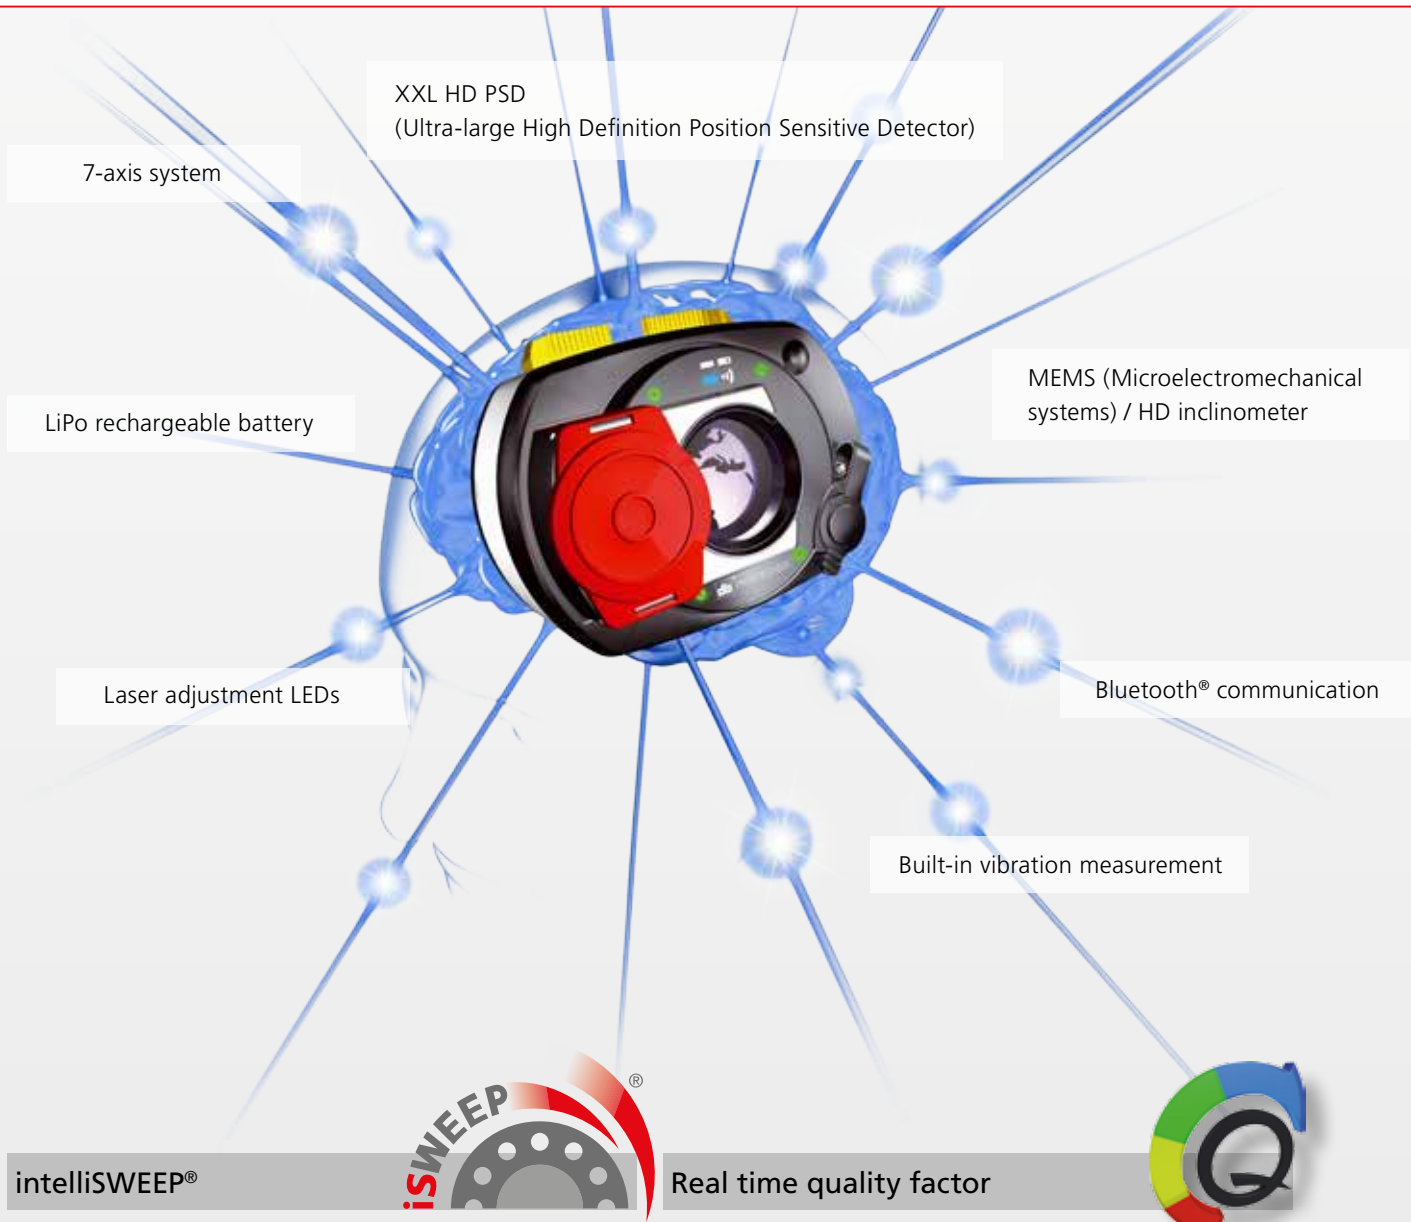 XXL HD PSD
(Ultra-large High Definition Position Sensitive Detector)
7-axis system
MEMS (Microelectromechanical
systems) / HD inclinometer
LiPo rechargeable battery
Laser adjustment LEDs
Bluetooth® communication
Built-in vibration measurement
iSWEEP ®
intelliSWEEP®
Real time quality factor
Q